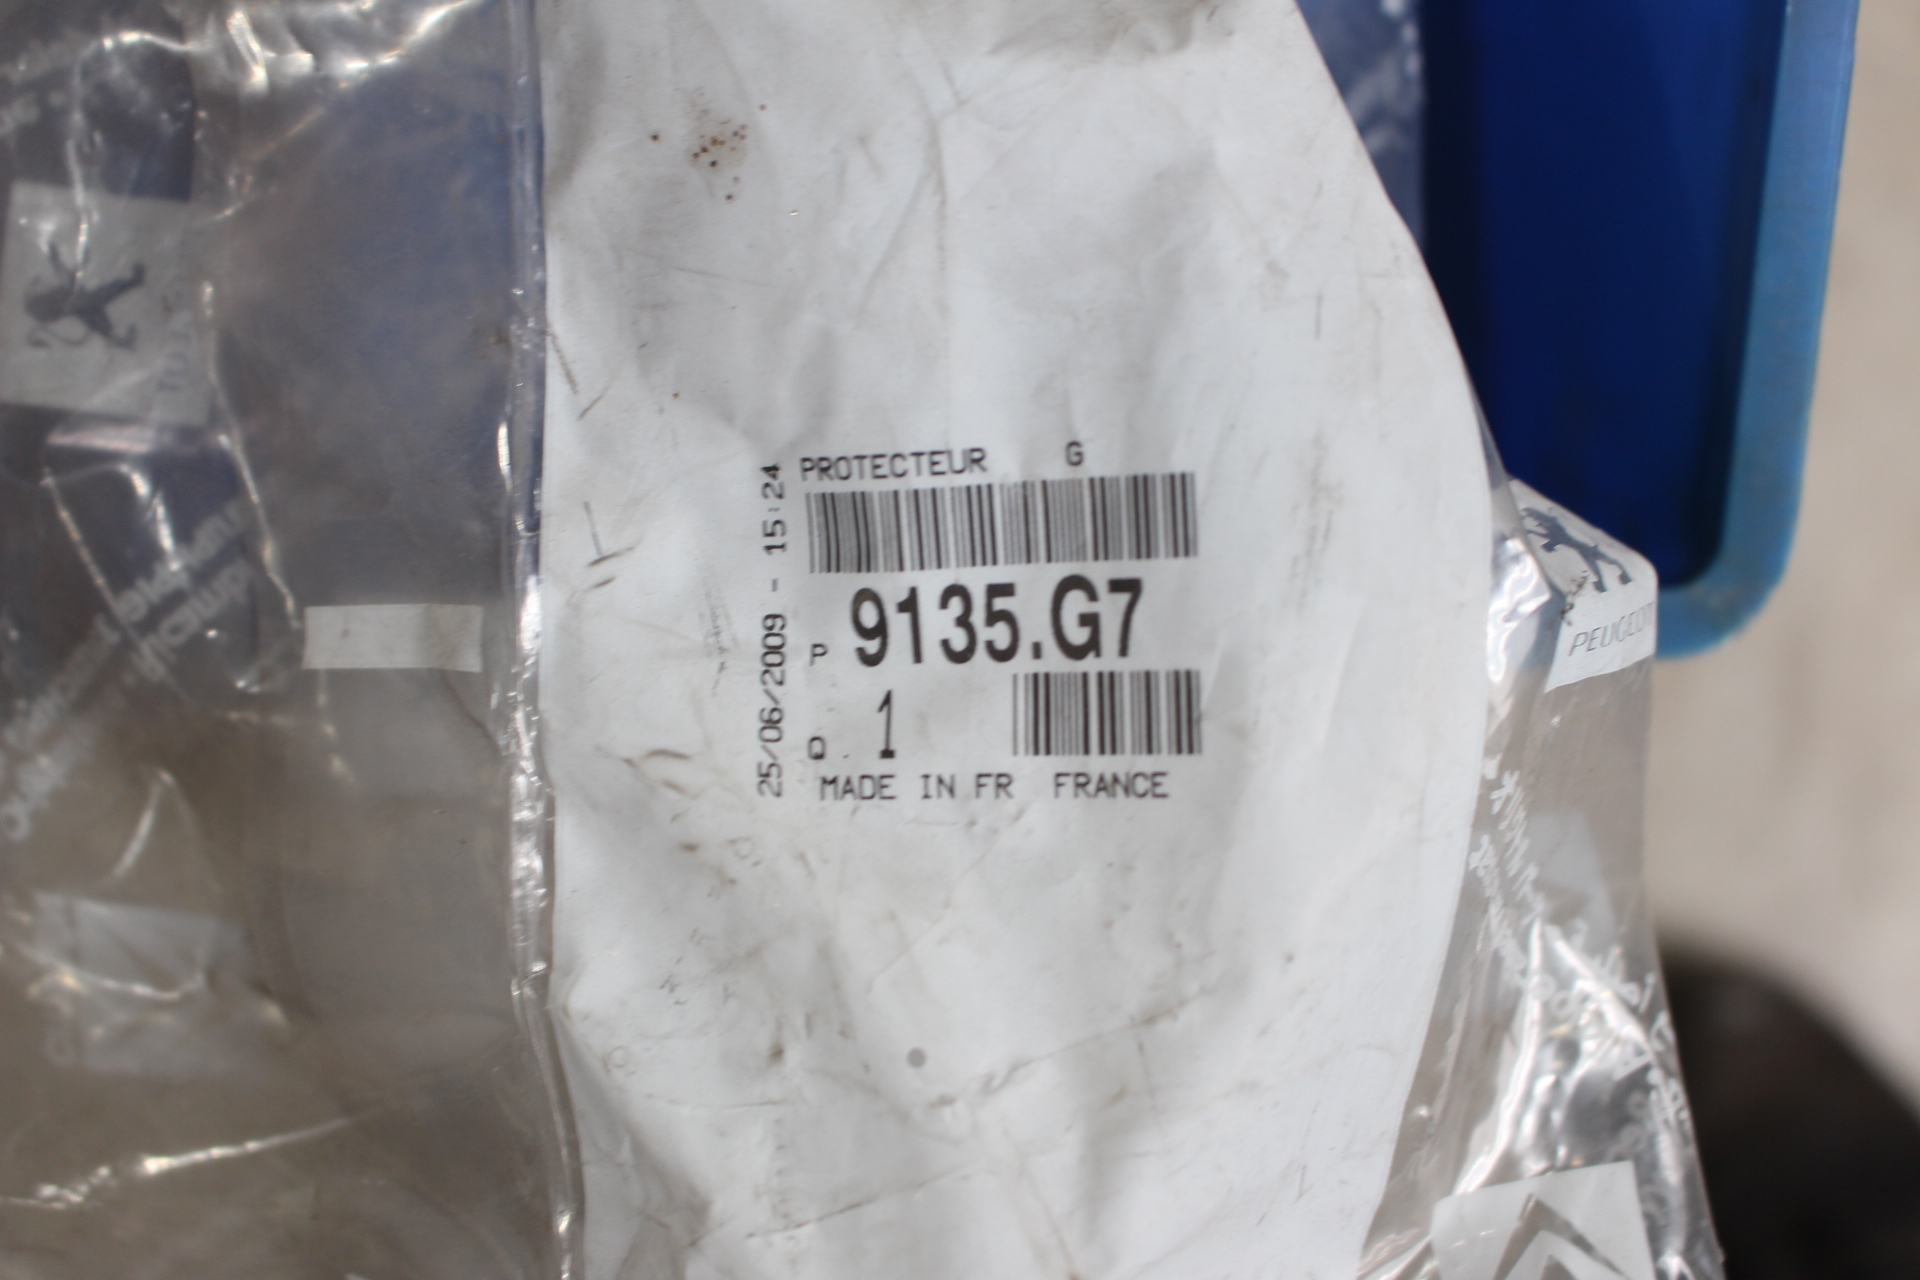 PROTECTEUR G
25/06/2009 - 15:24
P 9135.G7
Q 1
MADE IN FR FRANCE
PEUGEOT